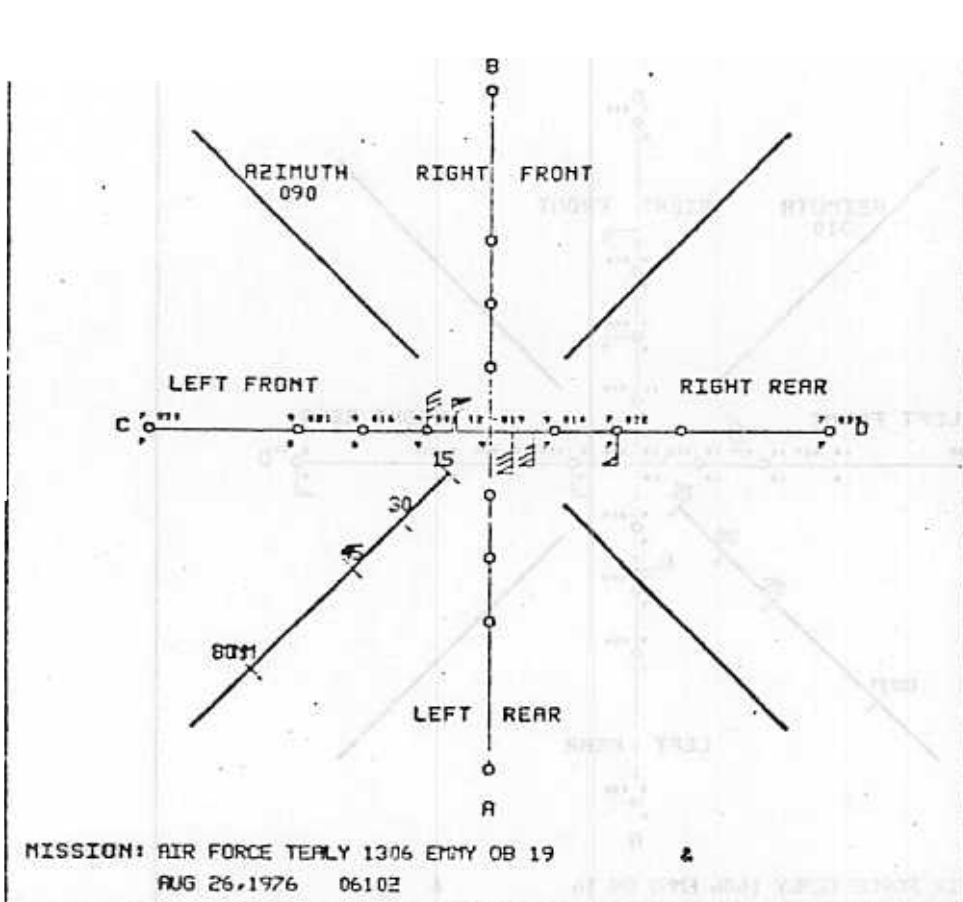 B
AZIMUTH
090
RIGHT FRONT
LEFT FRONT
RIGHT REAR
C
D
15
30
45
80NM
LEFT REAR
A
MISSION: AIR FORCE TEALY 1306 EMMY OB 19
AUG 26,1976 0610Z